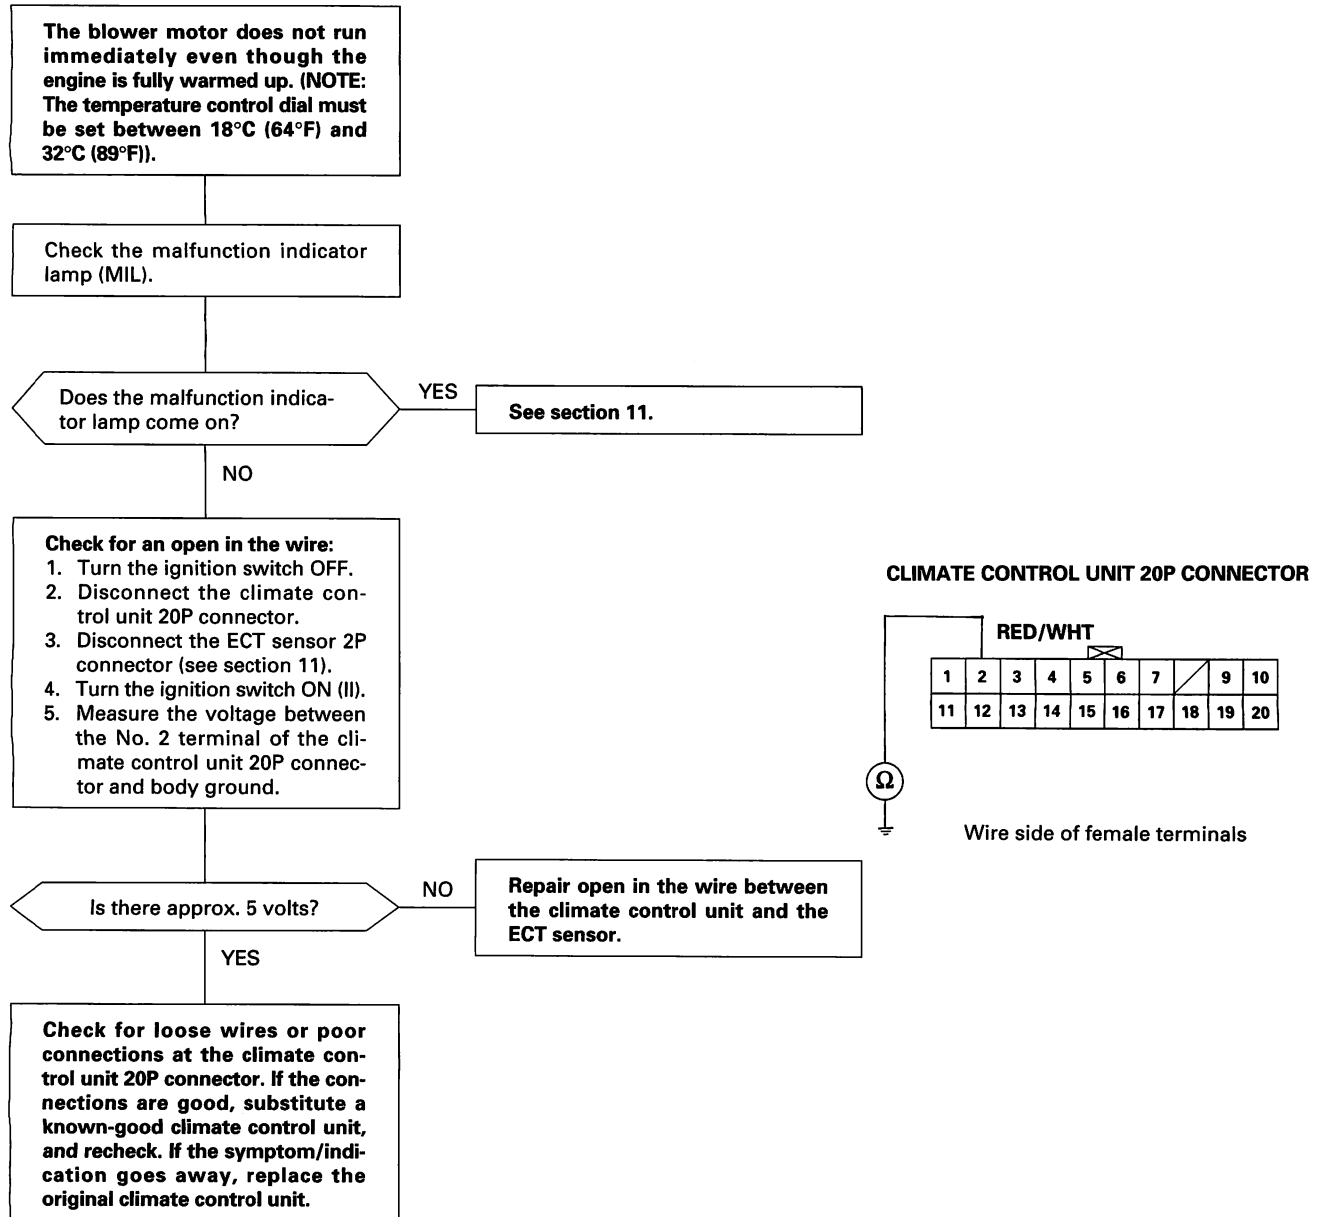 The blower motor does not run
immediately even though the
engine is fully warmed up. (NOTE:
The temperature control dial must
be set between 18°C (64°F) and
32°C (89°F)).
Check the malfunction indicator
lamp (MIL).
Does the malfunction indica-
tor lamp come on?
YES
See section 11.
NO
Check for an open in the wire:
1. Turn the ignition switch OFF.
2. Disconnect the climate con-
trol unit 20P connector.
3. Disconnect the ECT sensor 2P
connector (see section 11).
4. Turn the ignition switch ON (II).
5. Measure the voltage between
the No. 2 terminal of the cli-
mate control unit 20P connec-
tor and body ground.
CLIMATE CONTROL UNIT 20P CONNECTOR
RED/WHT
1 2 3 4 5 6 7 9 10
11 12 13 14 15 16 17 18 19 20
Ω
Wire side of female terminals
Is there approx. 5 volts?
NO
Repair open in the wire between
the climate control unit and the
ECT sensor.
YES
Check for loose wires or poor
connections at the climate con-
trol unit 20P connector. If the con-
nections are good, substitute a
known-good climate control unit,
and recheck. If the symptom/indi-
cation goes away, replace the
original climate control unit.